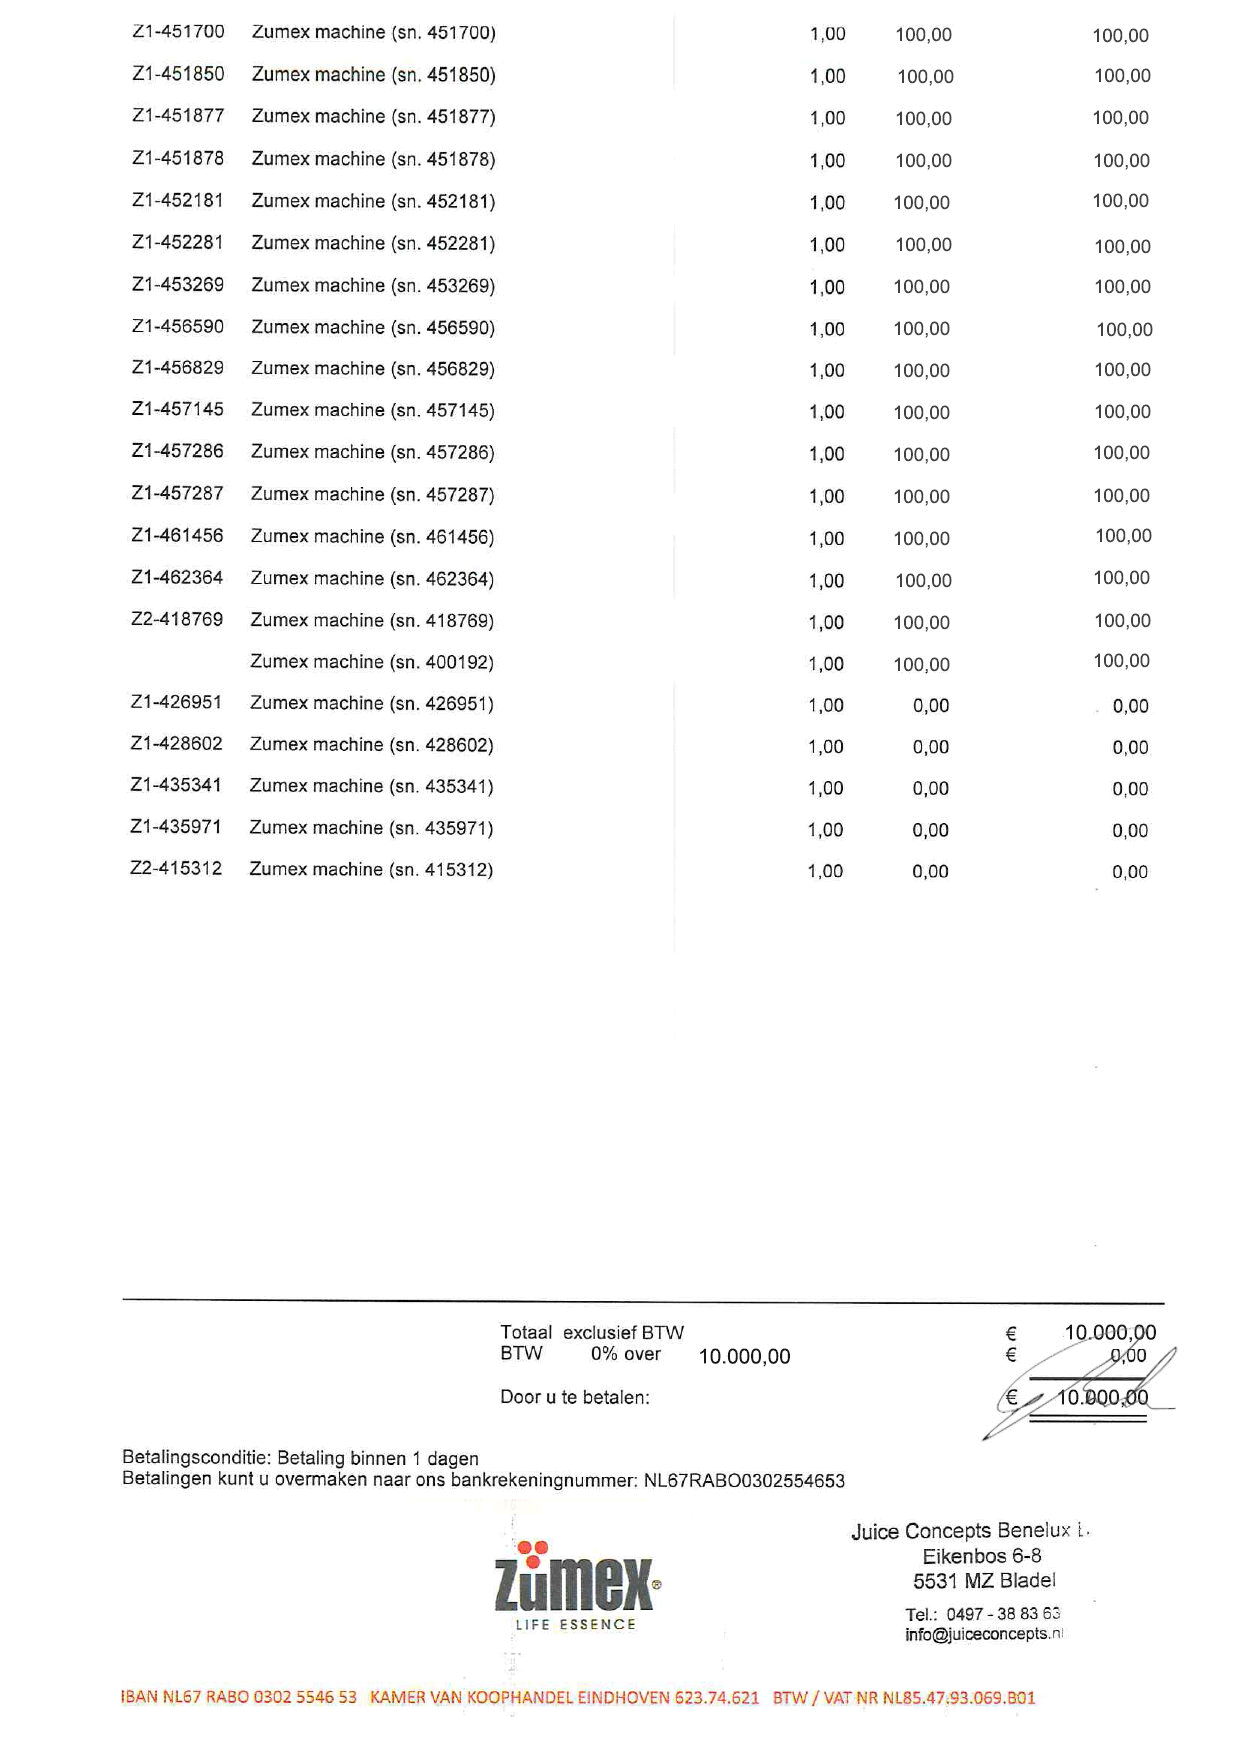 Z1-451700 Zumex machine (sn. 451700) 1,00 100,00 100,00
Z1-451850 Zumex machine (sn. 451850) 1,00 100,00 100,00
Z1-451877 Zumex machine (sn. 451877) 1,00 100,00 100,00
Z1-451878 Zumex machine (sn. 451878) 1,00 100,00 100,00
Z1-452181 Zumex machine (sn. 452181) 1,00 100,00 100,00
Z1-452281 Zumex machine (sn. 452281) 1,00 100,00 100,00
Z1-453269 Zumex machine (sn. 453269) 1,00 100,00 100,00
Z1-456590 Zumex machine (sn. 456590) 1,00 100,00 100,00
Z1-456829 Zumex machine (sn. 456829) 1,00 100,00 100,00
Z1-457145 Zumex machine (sn. 457145) 1,00 100,00 100,00
Z1-457286 Zumex machine (sn. 457286) 1,00 100,00 100,00
Z1-457287 Zumex machine (sn. 457287) 1,00 100,00 100,00
Z1-461456 Zumex machine (sn. 461456) 1,00 100,00 100,00
Z1-462364 Zumex machine (sn. 462364) 1,00 100,00 100,00
Z2-418769 Zumex machine (sn. 418769) 1,00 100,00 100,00
Zumex machine (sn. 400192) 1,00 100,00 100,00
Z1-426951 Zumex machine (sn. 426951) 1,00 0,00 0,00
Z1-428602 Zumex machine (sn. 428602) 1,00 0,00 0,00
Z1-435341 Zumex machine (sn. 435341) 1,00 0,00 0,00
Z1-435971 Zumex machine (sn. 435971) 1,00 0,00 0,00
Z2-415312 Zumex machine (sn. 415312) 1,00 0,00 0,00
Totaal exclusief BTW € 10.000,00
BTW 0% over 10.000,00 € 0,00
Door u te betalen: € 10.000,00
Betalingsconditie: Betaling binnen 1 dagen
Betalingen kunt u overmaken naar ons bankrekeningnummer: NL67RABO0302554653
zümex®
LIFE ESSENCE
Juice Concepts Benelux
Eikenbos 6-8
5531 MZ Bladel
Tel.: 0497 - 38 83 63
info@juiceconcepts.nl
IBAN NL67 RABO 0302 5546 53 KAMER VAN KOOPHANDEL EINDHOVEN 623.74.621 BTW / VAT NR NL85.47.93.069.B01